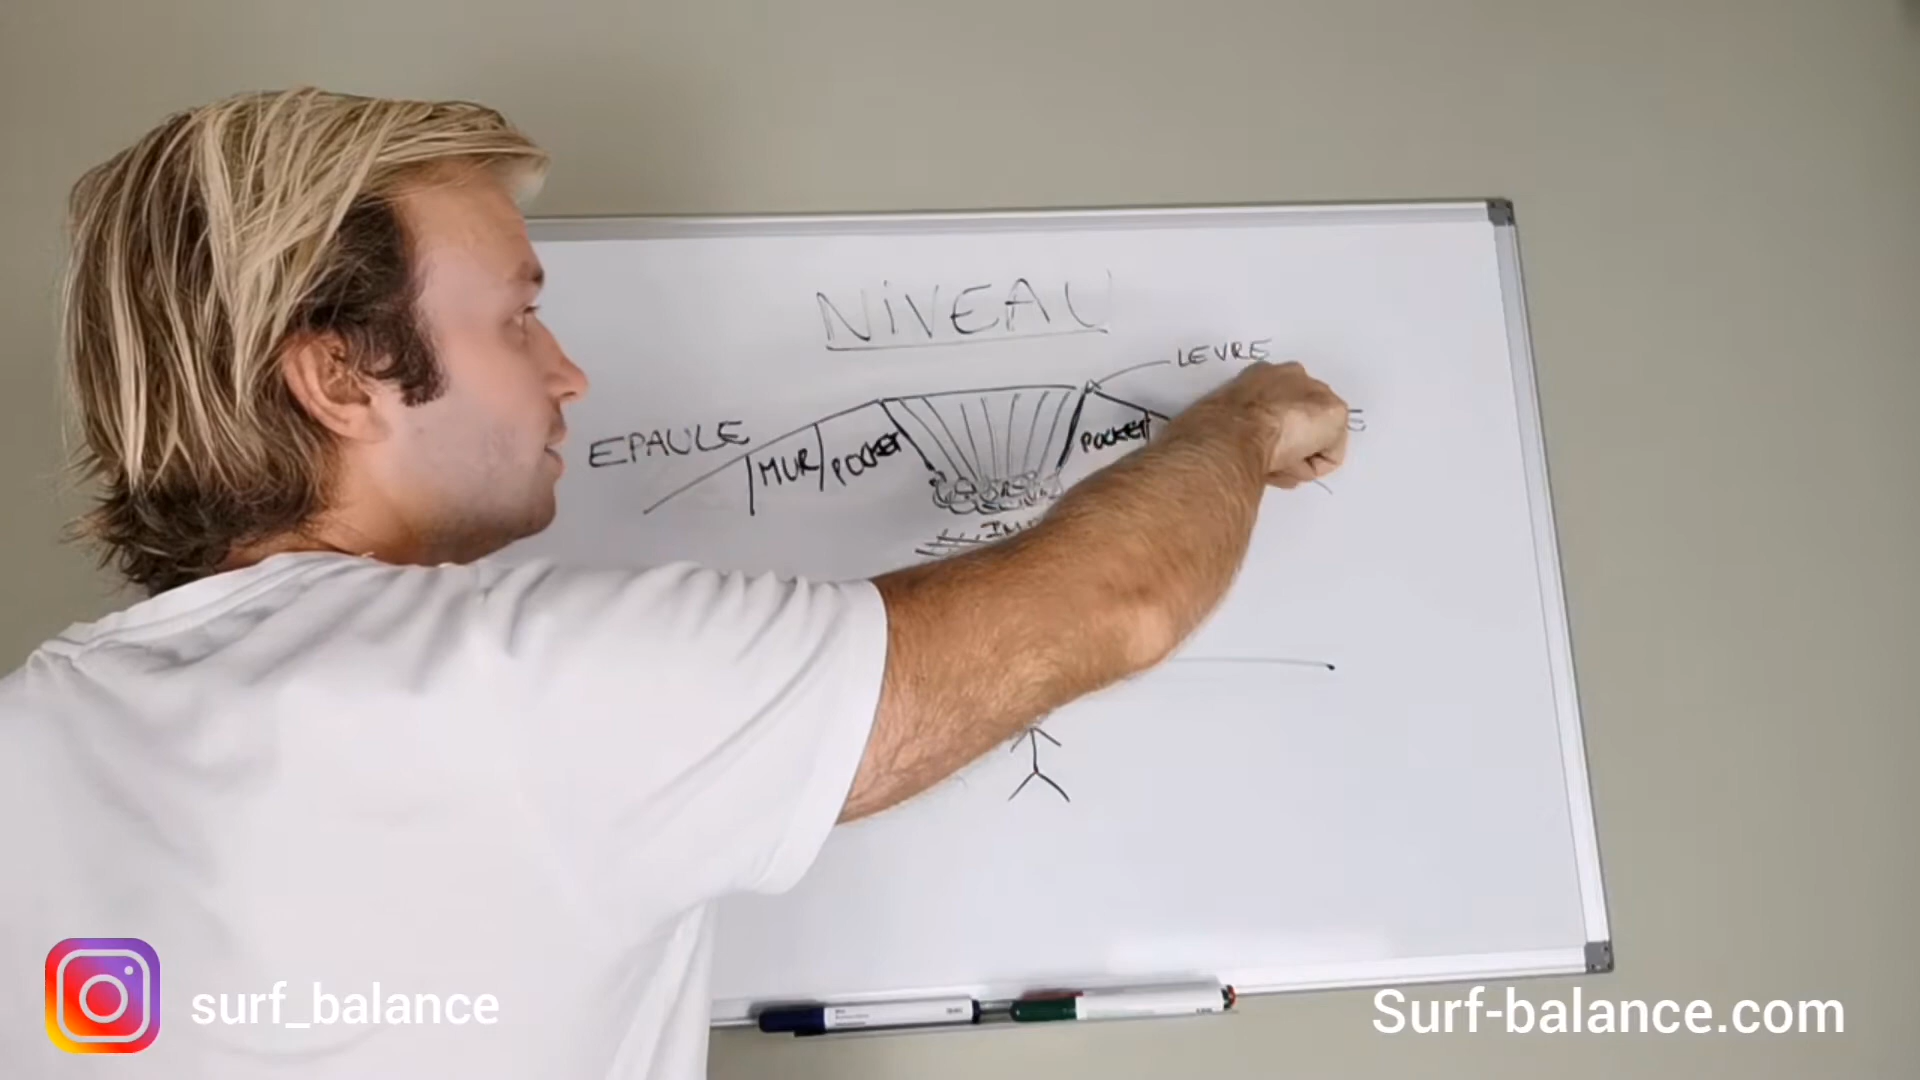 NiVEAU
LEVRE
EPAULE
MUR
POCKET
POCKET
surf_balance
Surf-balance.com